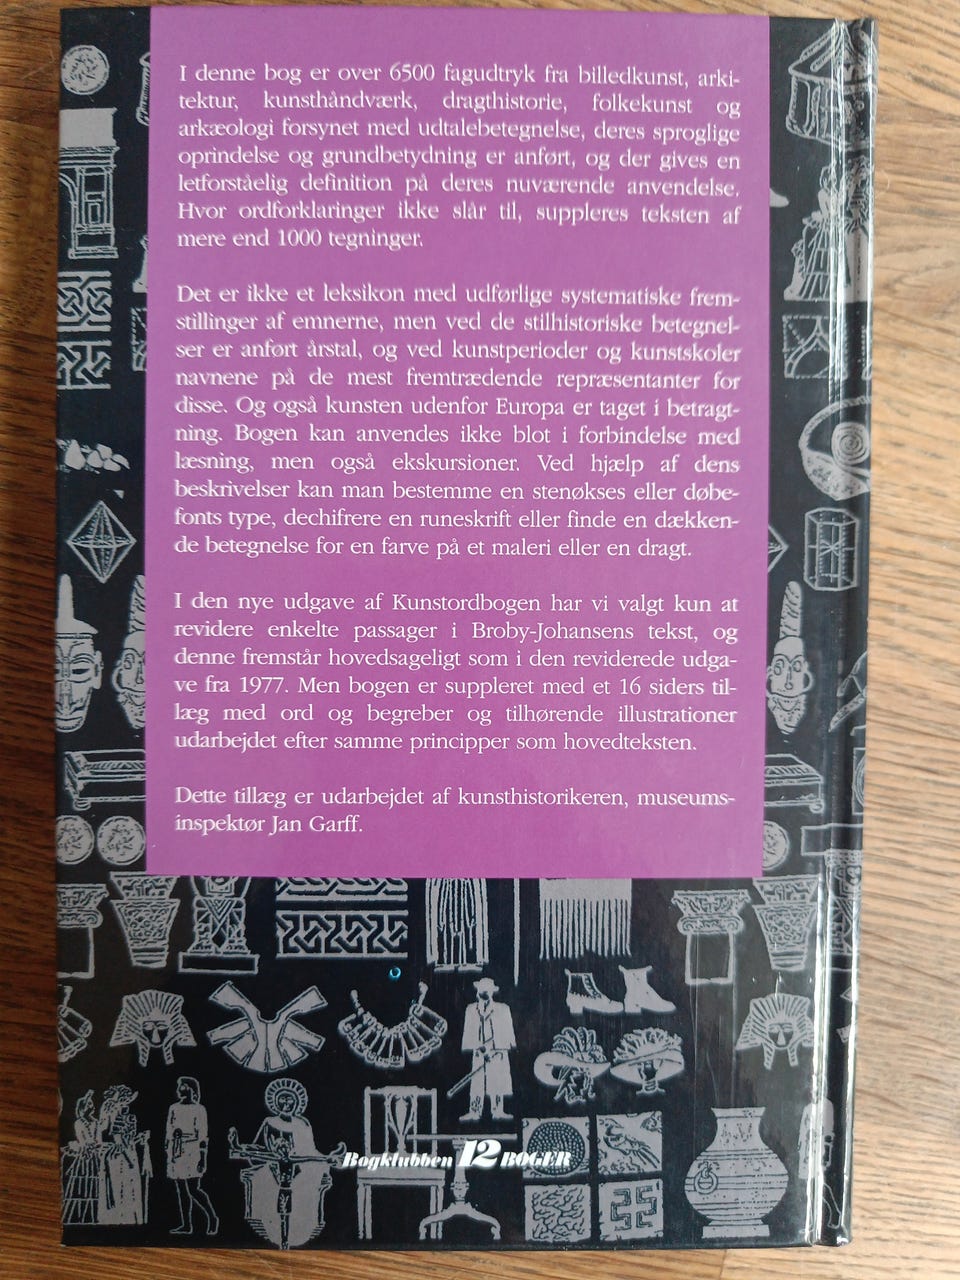 I denne bog er over 6500 fagudtryk fra billedkunst, arki-
tektur, kunsthåndværk, dragthistorie, folkekunst og
arkæologi forsynet med udtalebetegnelse, deres sproglige
oprindelse og grundbetydning er anført, og der gives en
letforståelig definition på deres nuværende anvendelse.
Hvor ordforklaringer ikke slår til, suppleres teksten af
mere end 1000 tegninger.
Det er ikke et leksikon med udførlige systematiske frem-
stillinger af emnerne, men ved de stilhistoriske betegnel-
ser er anført årstal, og ved kunstperioder og kunstskoler
navnene på de mest fremtrædende repræsentanter for
disse. Og også kunsten udenfor Europa er taget i betragt-
ning. Bogen kan anvendes ikke blot i forbindelse med
læsning, men også ekskursioner. Ved hjælp af dens
beskrivelser kan man bestemme en stenøkses eller døbe-
fonts type, dechifrere en runeskrift eller finde en dækken-
de betegnelse for en farve på et maleri eller en dragt.
I den nye udgave af Kunstordbogen har vi valgt kun at
revidere enkelte passager i Broby-Johansens tekst, og
denne fremstår hovedsageligt som i den reviderede udga-
ve fra 1977. Men bogen er suppleret med et 16 siders til-
læg med ord og begreber og tilhørende illustrationer
udarbejdet efter samme principper som hovedteksten.
Dette tillæg er udarbejdet af kunsthistorikeren, museums-
inspektør Jan Garff.
Bogklubben 12 BØGER